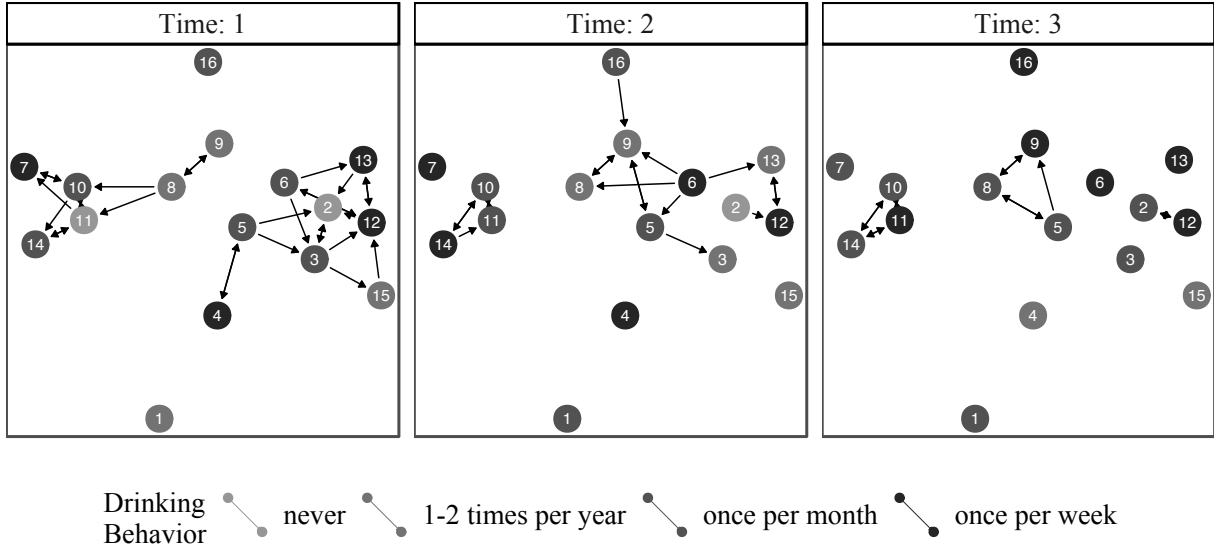 Time: 1 Time: 2 Time: 3
16 16 16
9 9 9
7 13 7 13 7 13
10 8 6 10 8 6 10 8 6
11 2 12 11 2 12 11 2 12
14 5 3 14 5 3 14 5 3
15 15 15
4 4 4
1 1 1
Drinking
Behavior never 1-2 times per year once per month once per week